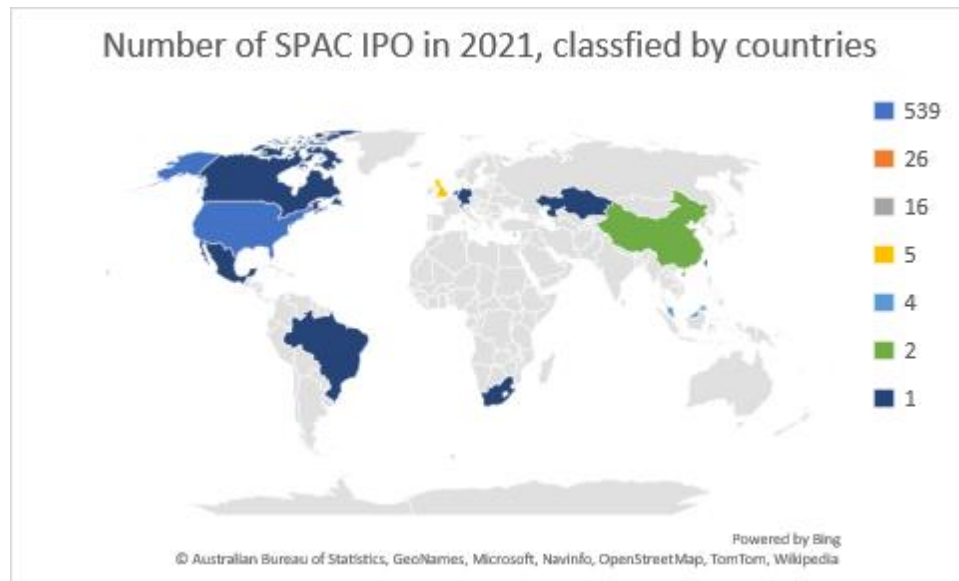 Number of SPAC IPO in 2021, classfied by countries
539
26
16
5
4
2
1
Powered by Bing
© Australian Bureau of Statistics, GeoNames, Microsoft, Navinfo, OpenStreetMap, TomTom, Wikipedia